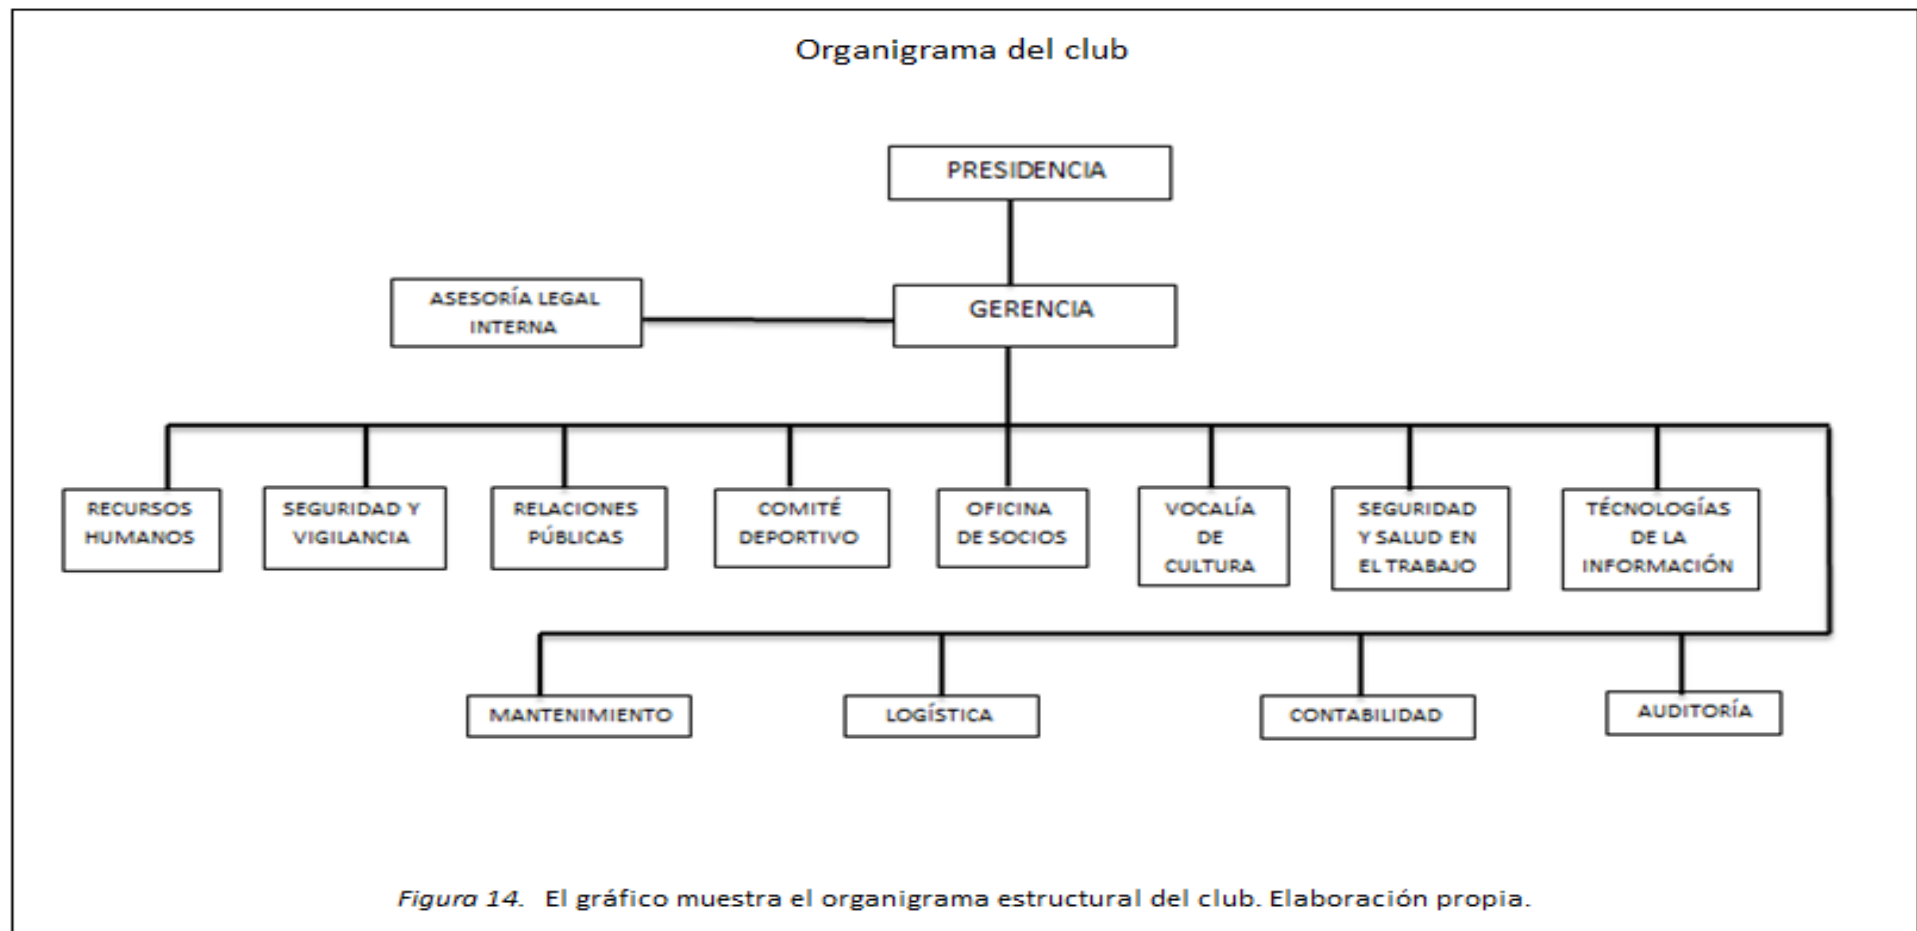 Organigrama del club
PRESIDENCIA
ASESORÍA LEGAL
INTERNA
GERENCIA
RECURSOS
HUMANOS
SEGURIDAD Y
VIGILANCIA
RELACIONES
PÚBLICAS
COMITÉ
DEPORTIVO
OFICINA
DE SOCIOS
VOCALÍA
DE
CULTURA
SEGURIDAD
Y SALUD EN
EL TRABAJO
TÉCNOLOGÍAS
DE LA
INFORMACIÓN
MANTENIMIENTO
LOGÍSTICA
CONTABILIDAD
AUDITORÍA
Figura 14. El gráfico muestra el organigrama estructural del club. Elaboración propia.